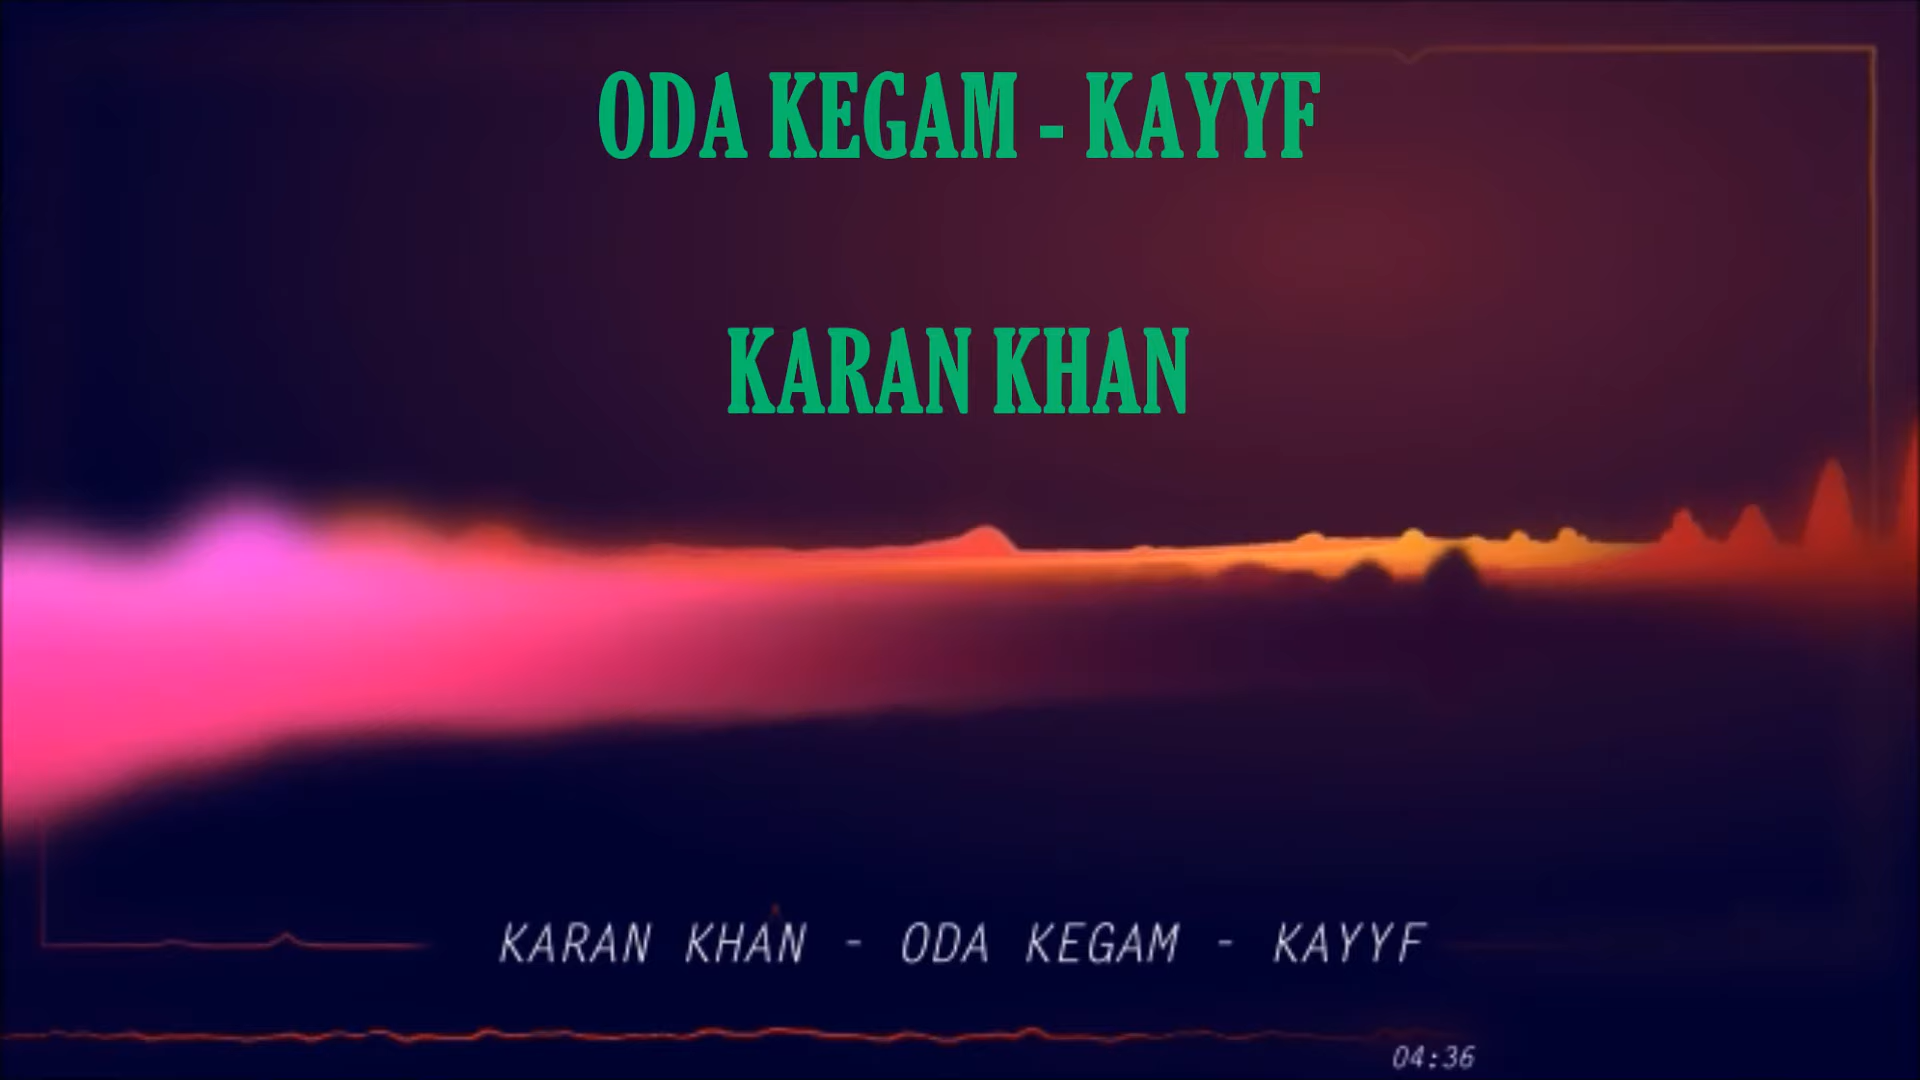 ODA KEGAM - KAYYF
KARAN KHAN
KARAN KHAN - ODA KEGAM - KAYYF
04:36